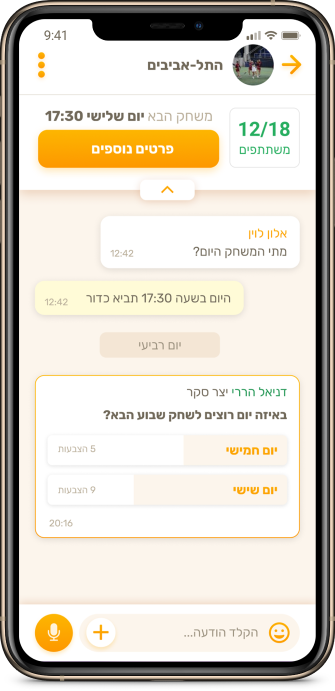 9:41
התל-אביבים
משחק הבא יום שלישי 17:30
12/18
משתתפים
פרטים נוספים
אלון לוין
מתי המשחק היום?
12:42
היום בשעה 17:30 תביא כדור
12:42
יום רביעי
דניאל הררי יצר סקר
באיזה יום רוצים לשחק שבוע הבא?
יום חמישי
5 הצבעות
יום שישי
9 הצבעות
20:16
הקלד הודעה...